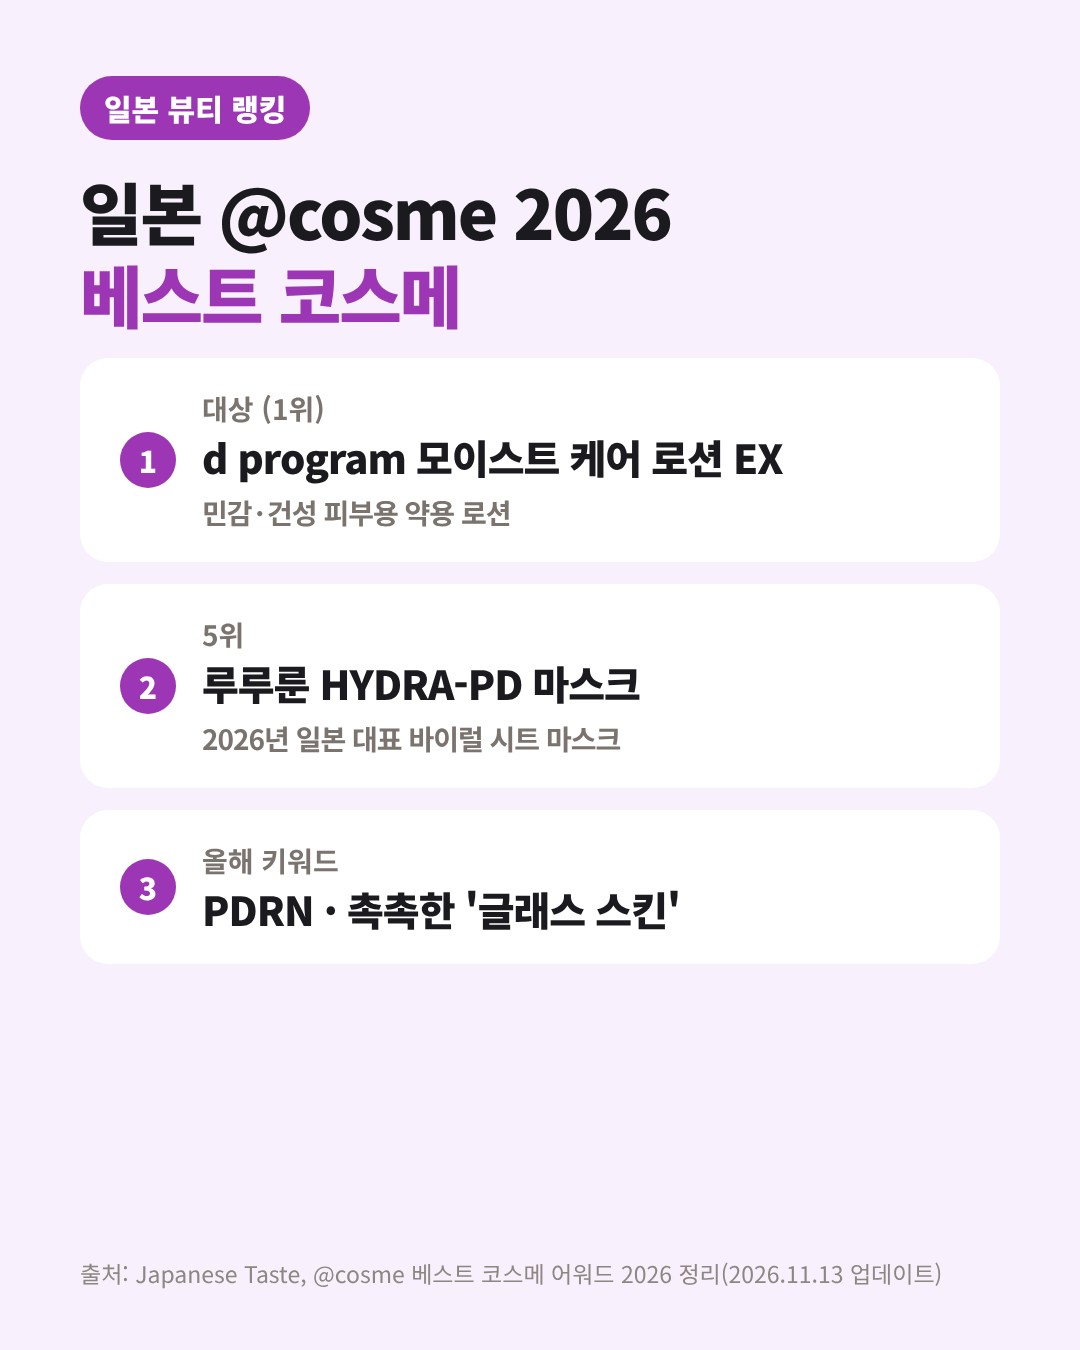 일본 뷰티 랭킹
일본 @cosme 2026
베스트 코스메
대상 (1위)
1
d program 모이스트 케어 로션 EX
민감·건성 피부용 약용 로션
5위
2
루루룬 HYDRA-PD 마스크
2026년 일본 대표 바이럴 시트 마스크
올해 키워드
3
PDRN · 촉촉한 '글래스 스킨'
출처: Japanese Taste, @cosme 베스트 코스메 어워드 2026 정리(2026.11.13 업데이트)